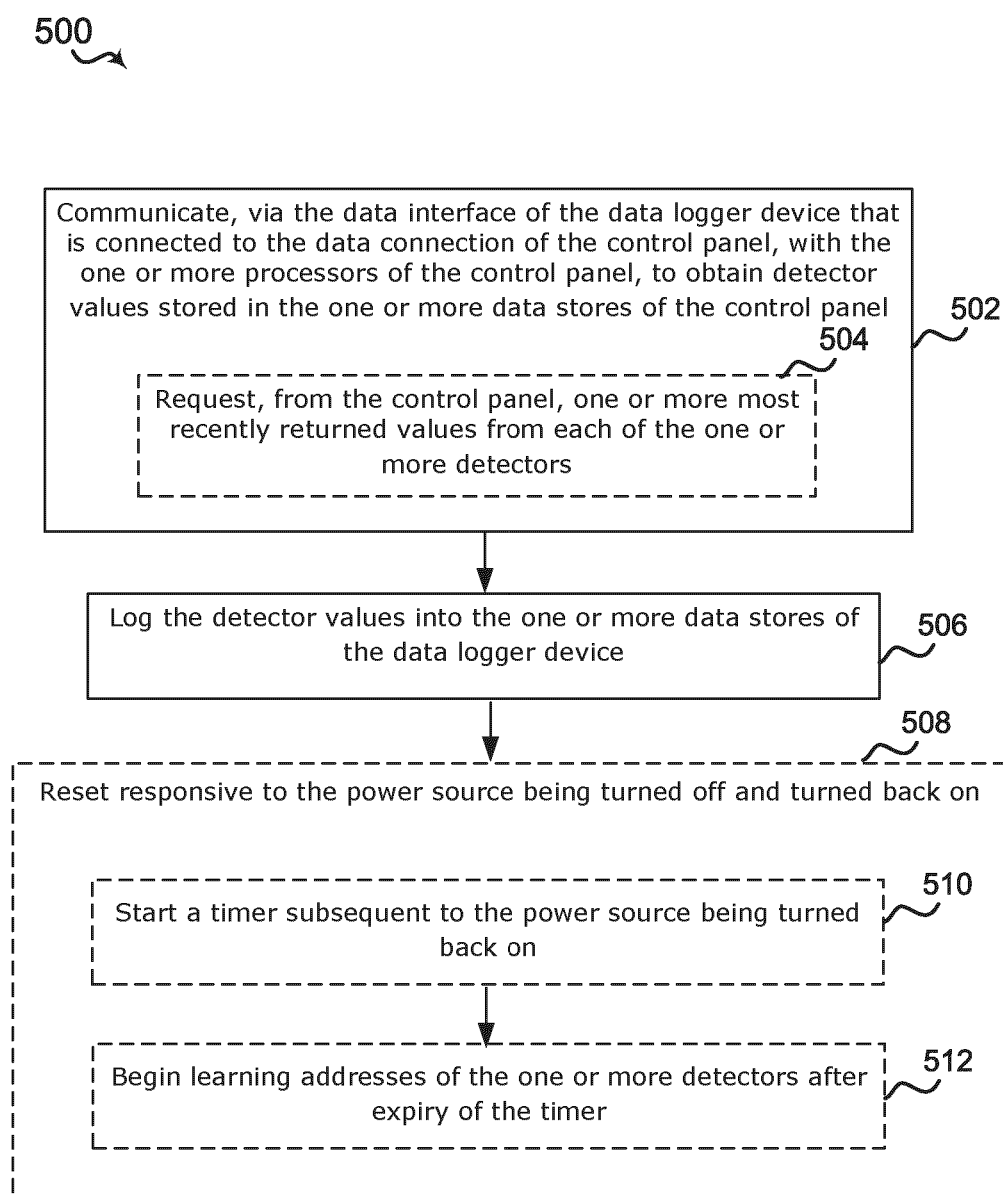 500
Communicate, via the data interface of the data logger device that
is connected to the data connection of the control panel, with the
one or more processors of the control panel, to obtain detector
values stored in the one or more data stores of the control panel
502
504
Request, from the control panel, one or more most
recently returned values from each of the one or
more detectors
Log the detector values into the one or more data stores of
the data logger device
506
508
Reset responsive to the power source being turned off and turned back on
510
Start a timer subsequent to the power source being turned
back on
512
Begin learning addresses of the one or more detectors after
expiry of the timer